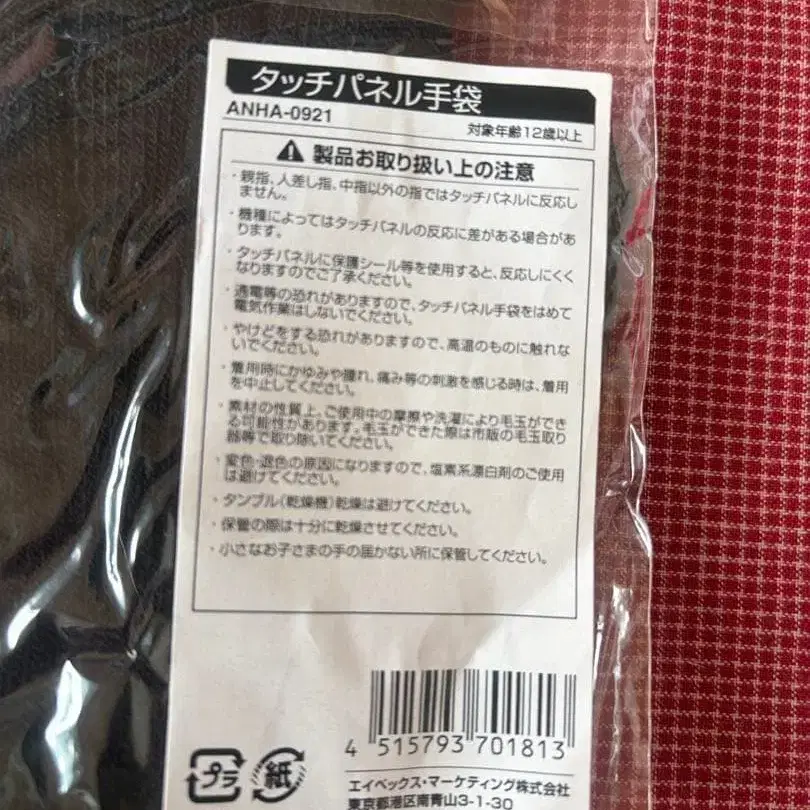 タッチパネル手袋
ANHA-0921
対象年齢12歳以上
製品お取り扱い上の注意
・親指、人差し指、中指以外の指ではタッチパネルに反応し
ません。
・機種によってはタッチパネルの反応に差がある場合があ
ります。
・タッチパネルに保護シール等を使用すると、反応しにくく
なりますのでご了承ください。
・通電等の恐れがありますので、タッチパネル手袋をはめて
電気作業はしないでください。
・やけどをする恐れがありますので、高温のものに触れな
いでください。
・着用時にかゆみや腫れ、痛み等の刺激を感じる時は、着用
を中止してください。
・素材の性質上、ご使用中の摩擦や洗濯により毛玉ができ
る可能性があります。毛玉ができた際は市販の毛玉取り
器等で取り除いてください。
・変色・退色の原因になりますので、塩素系漂白剤のご使用
は避けてください。
・タンブル(乾燥機)乾燥は避けてください。
・保管の際は十分に乾燥させてください。
・小さなお子さまの手の届かない所に保管してください。
4 515793 701813
プラ
紙
エイベックス・マーケティング株式会社
東京都港区南青山3-1-30